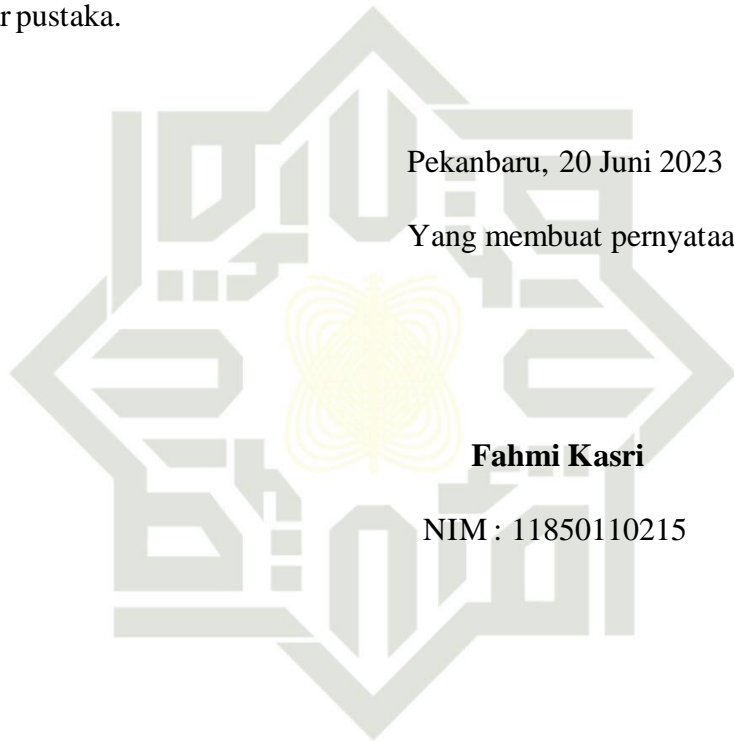 r pustaka.
Pekanbaru, 20 Juni 2023
Yang membuat pernyataa
Fahmi Kasri
NIM : 11850110215